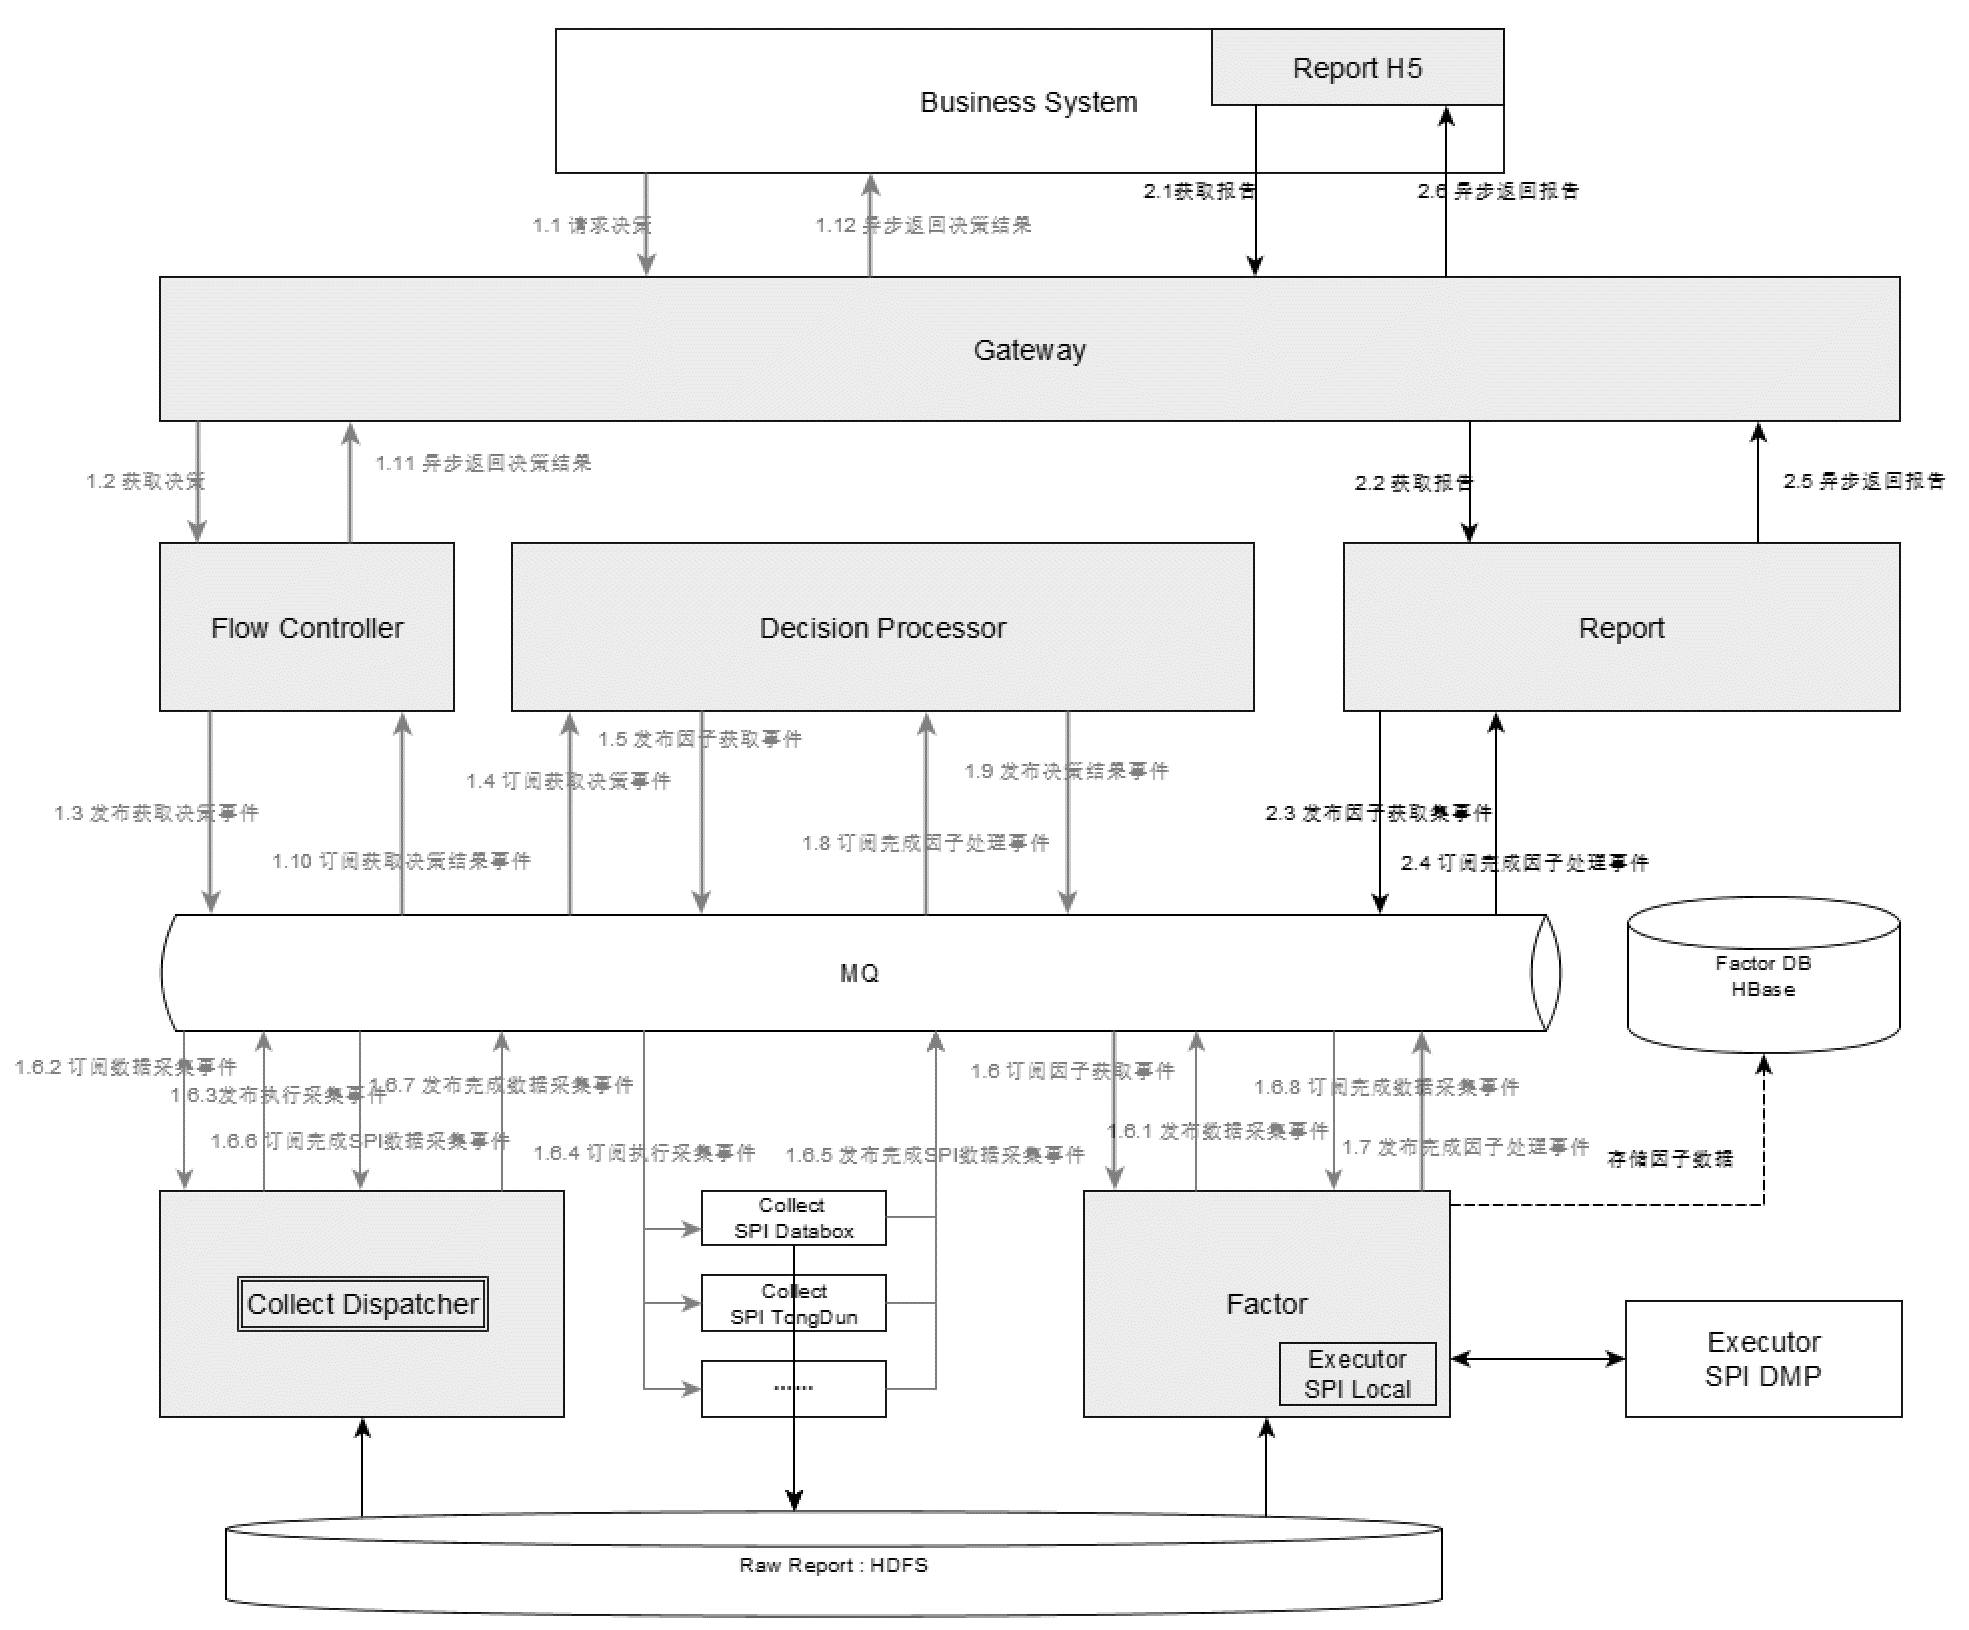 Report H5
Business System
2.1获取报告
2.6 异步返回报告
1.1 请求决策
1.12 异步返回决策结果
Gateway
1.11 异步返回决策结果
1.2 获取决策
2.2 获取报告
2.5 异步返回报告
Flow Controller
Decision Processor
Report
1.5 发布因子获取事件
1.4 订阅获取决策事件
1.9 发布决策结果事件
1.3 发布获取决策事件
2.3 发布因子获取集事件
1.8 订阅完成因子处理事件
1.10 订阅获取决策结果事件
2.4 订阅完成因子处理事件
MQ
Factor DB
HBase
1.6.2 订阅数据采集事件
1.6.3发布执行采集事件
1.6.7 发布完成数据采集事件
1.6 订阅因子获取事件
1.6.8 订阅完成数据采集事件
1.6.6 订阅完成SPI数据采集事件
1.6.4 订阅执行采集事件
1.6.5 发布完成SPI数据采集事件
1.6.1 发布数据采集事件
1.7 发布完成因子处理事件
存储因子数据
Collect
SPI Databox
Collect
SPI TongDun
······
Collect Dispatcher
Factor
Executor
SPI Local
Executor
SPI DMP
Raw Report : HDFS